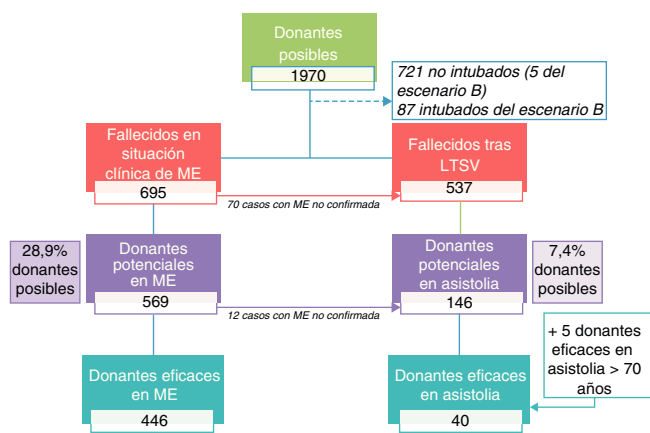 Donantes
posibles
1970
721 no intubados (5 del
escenario B)
87 intubados del escenario B
Fallecidos en
situación
clínica de ME
695
Fallecidos tras
LTSV
537
70 casos con ME no confirmada
28,9%
donantes
posibles
Donantes
potenciales
en ME
569
Donantes
potenciales
en asistolia
146
7,4%
donantes
posibles
12 casos con ME no confirmada
+ 5 donantes
eficaces en
asistolia > 70
años
Donantes eficaces
en ME
446
Donantes eficaces
en asistolia
40